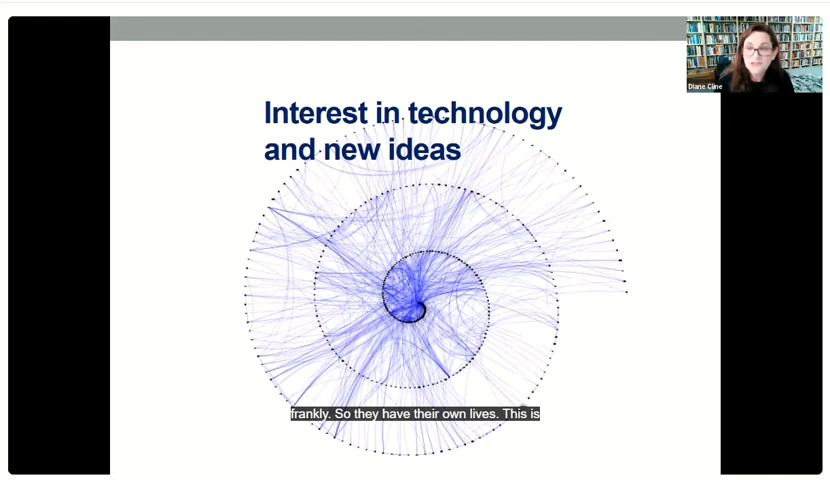 Interest in technology
and new ideas
Diane Cline
frankly. So they have their own lives. This is